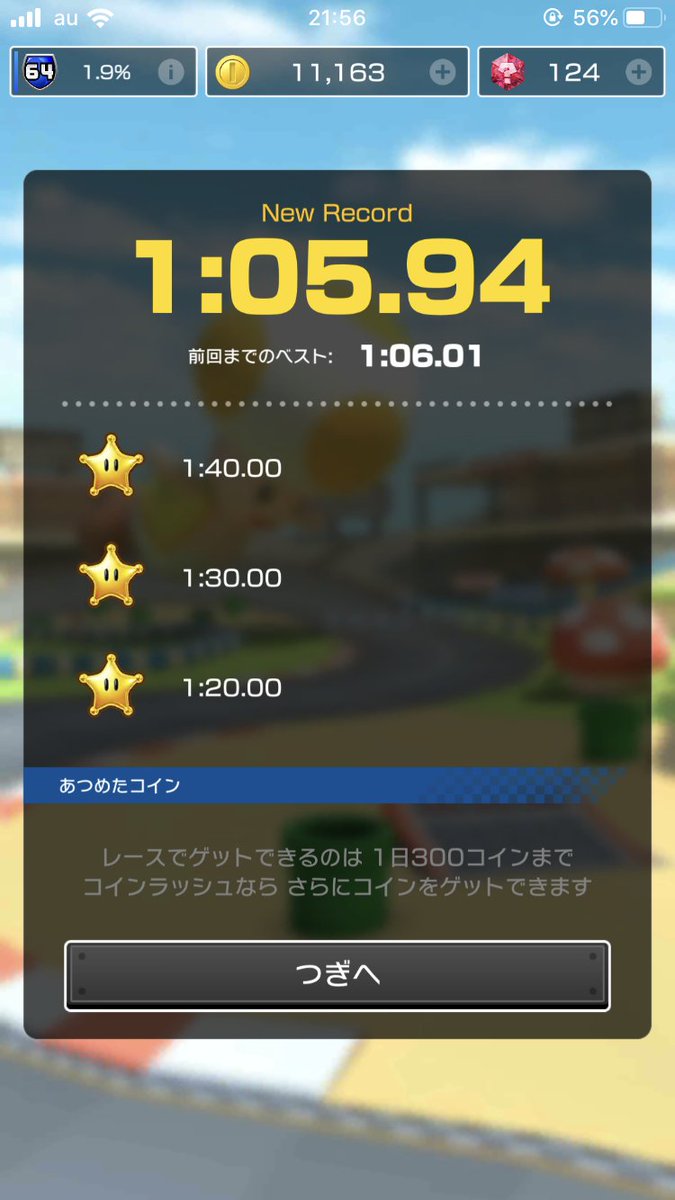 au 21:56 56%
64 1.9% i 11,163 + ? 124 +
New Record
1:05.94
前回までのベスト: 1:06.01
1:40.00
1:30.00
1:20.00
あつめたコイン
レースでゲットできるのは 1日300コインまで
コインラッシュなら さらにコインをゲットできます
つぎへ